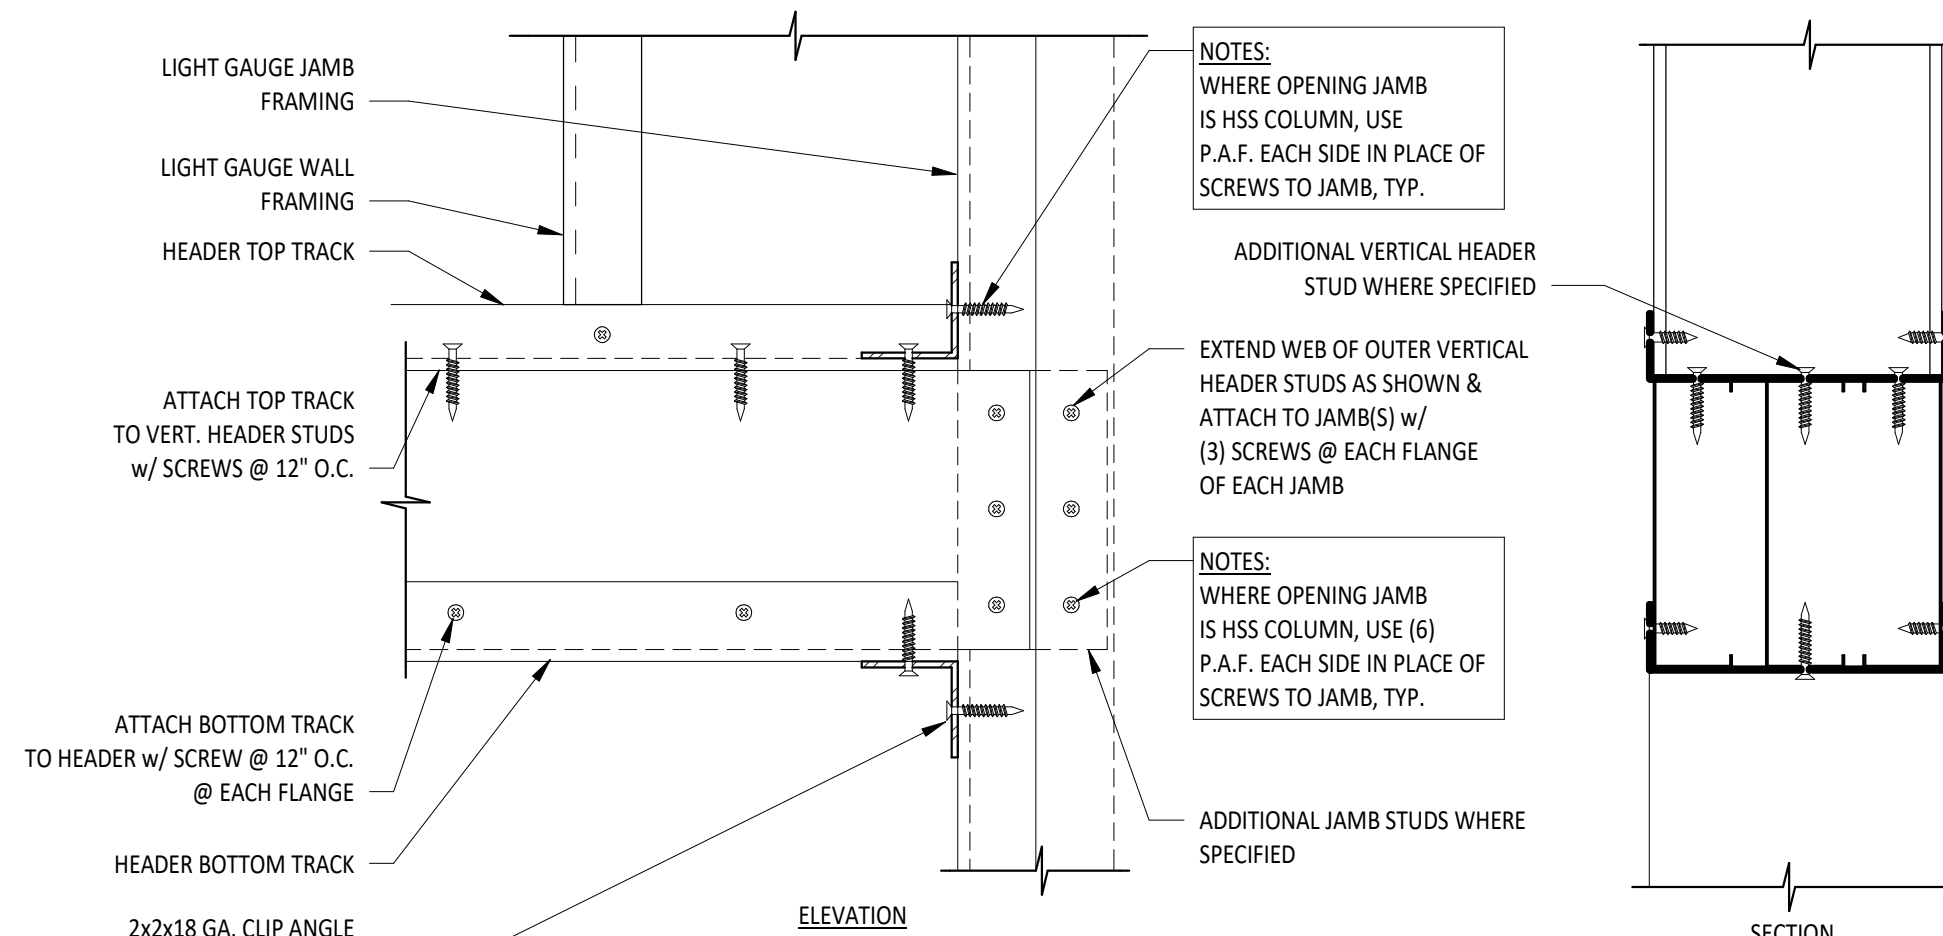 LIGHT GAUGE JAMB
FRAMING
LIGHT GAUGE WALL
FRAMING
HEADER TOP TRACK
ATTACH TOP TRACK
TO VERT. HEADER STUDS
w/ SCREWS @ 12" O.C.
ATTACH BOTTOM TRACK
TO HEADER w/ SCREW @ 12" O.C.
@ EACH FLANGE
HEADER BOTTOM TRACK
2x2x18 GA. CLIP ANGLE
ELEVATION
NOTES:
WHERE OPENING JAMB
IS HSS COLUMN, USE
P.A.F. EACH SIDE IN PLACE OF
SCREWS TO JAMB, TYP.
ADDITIONAL VERTICAL HEADER
STUD WHERE SPECIFIED
EXTEND WEB OF OUTER VERTICAL
HEADER STUDS AS SHOWN &
ATTACH TO JAMB(S) w/
(3) SCREWS @ EACH FLANGE
OF EACH JAMB
NOTES:
WHERE OPENING JAMB
IS HSS COLUMN, USE (6)
P.A.F. EACH SIDE IN PLACE OF
SCREWS TO JAMB, TYP.
ADDITIONAL JAMB STUDS WHERE
SPECIFIED
SECTION